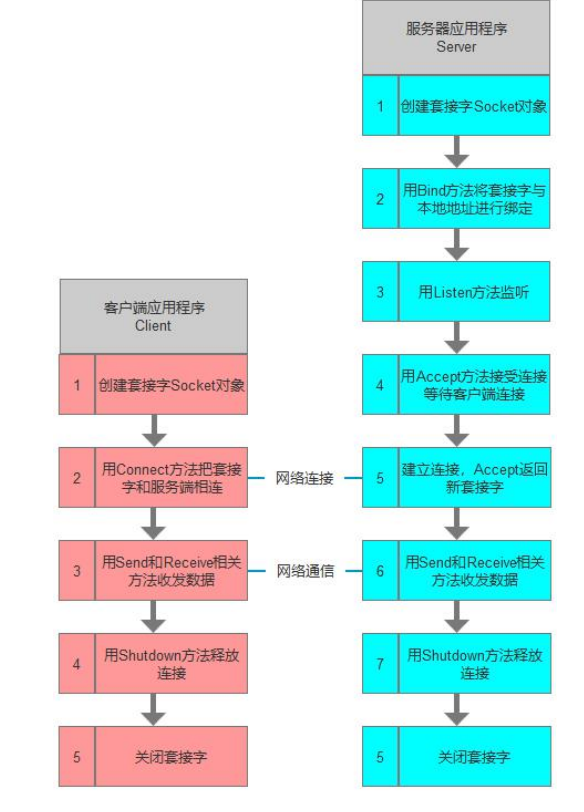 服务器应用程序
Server
1
创建套接字Socket对象
2
用Bind方法将套接字与
本地地址进行绑定
3
用Listen方法监听
4
用Accept方法接受连接
等待客户端连接
5
建立连接，Accept返回
新套接字
6
用Send和Receive相关
方法收发数据
7
用Shutdown方法释放
连接
5
关闭套接字
客户端应用程序
Client
1
创建套接字Socket对象
2
用Connect方法把套接
字和服务端相连
3
用Send和Receive相关
方法收发数据
4
用Shutdown方法释放
连接
5
关闭套接字
网络连接
网络通信